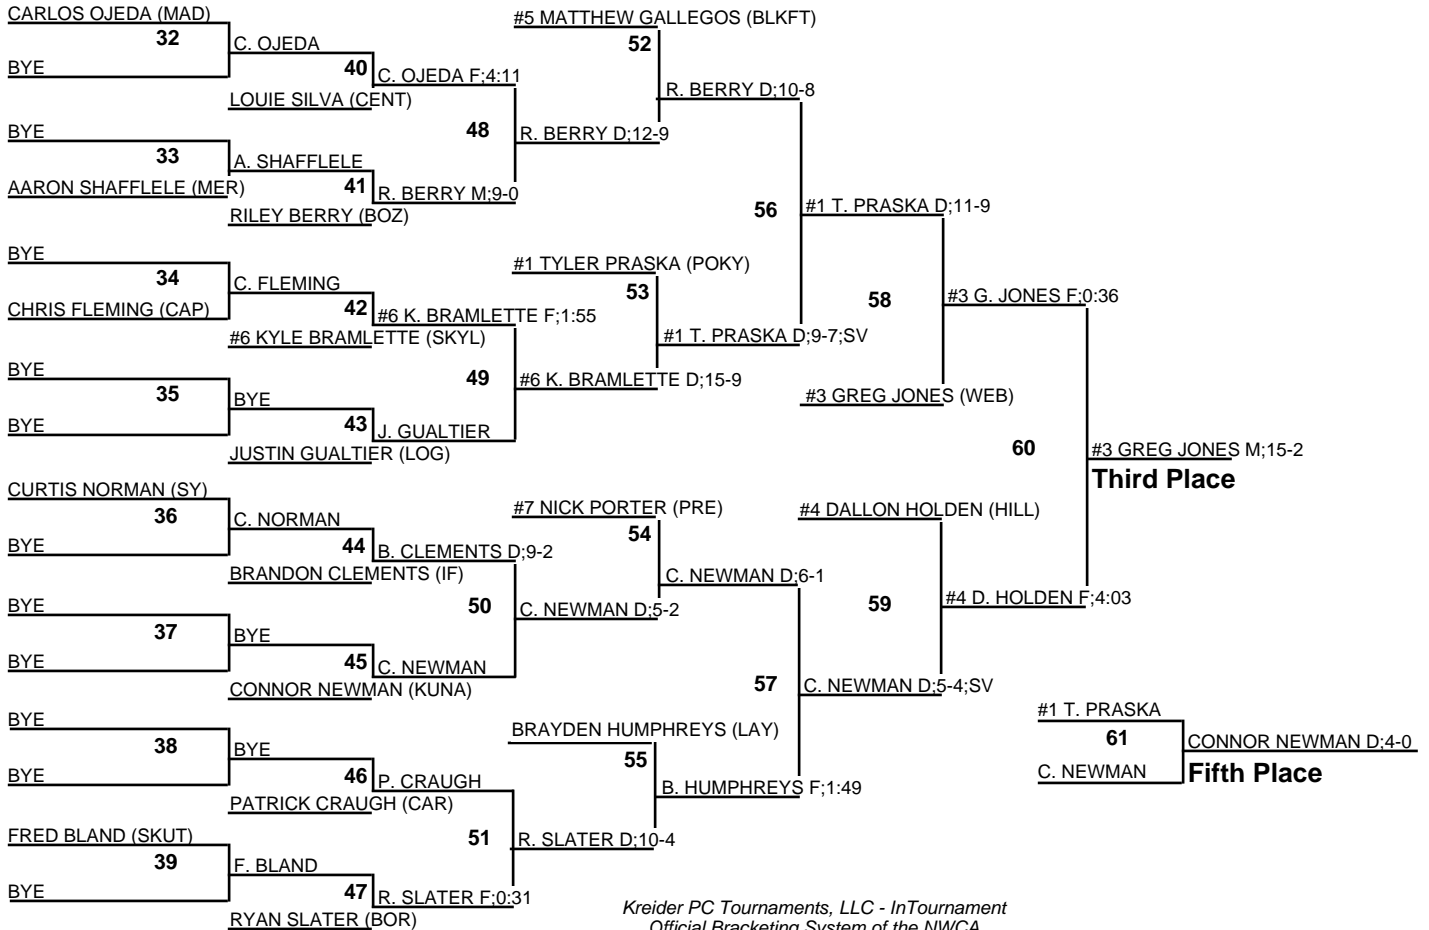 CARLOS OJEDA (MAD)
32
BYE
C. OJEDA
40
LOUIE SILVA (CENT)
C. OJEDA F;4:11
BYE
33
AARON SHAFFLELE (MER)
A. SHAFFLELE
41
RILEY BERRY (BOZ)
R. BERRY M;9-0
48
R. BERRY D;12-9
#5 MATTHEW GALLEGOS (BLKFT)
52
R. BERRY D;10-8
BYE
34
CHRIS FLEMING (CAP)
C. FLEMING
42
#6 KYLE BRAMLETTE (SKYL)
#6 K. BRAMLETTE F;1:55
BYE
35
BYE
BYE
43
JUSTIN GUALTIER (LOG)
J. GUALTIER
49
#6 K. BRAMLETTE D;15-9
#1 TYLER PRASKA (POKY)
53
#1 T. PRASKA D;9-7;SV
56
#1 T. PRASKA D;11-9
58
#3 GREG JONES (WEB)
#3 G. JONES F;0:36
CURTIS NORMAN (SY)
36
BYE
C. NORMAN
44
BRANDON CLEMENTS (IF)
B. CLEMENTS D;9-2
BYE
37
BYE
BYE
45
CONNOR NEWMAN (KUNA)
C. NEWMAN
50
C. NEWMAN D;5-2
#7 NICK PORTER (PRE)
54
C. NEWMAN D;6-1
BYE
38
BYE
BYE
46
PATRICK CRAUGH (CAR)
P. CRAUGH
FRED BLAND (SKUT)
39
BYE
F. BLAND
47
RYAN SLATER (BOR)
R. SLATER F;0:31
51
R. SLATER D;10-4
BRAYDEN HUMPHREYS (LAY)
55
B. HUMPHREYS F;1:49
57
C. NEWMAN D;5-4;SV
#4 DALLON HOLDEN (HILL)
59
#4 D. HOLDEN F;4:03
60
#3 GREG JONES M;15-2
Third Place
#1 T. PRASKA
61
C. NEWMAN
CONNOR NEWMAN D;4-0
Fifth Place
Kreider PC Tournaments, LLC - InTournament
Official Bracketing System of the NWCA